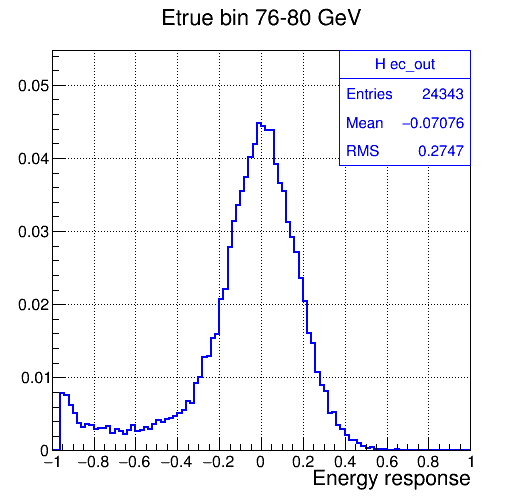 Etrue bin 76-80 GeV
H ec_out
Entries 24343
Mean −0.07076
RMS 0.2747
0.05
0.04
0.03
0.02
0.01
0
−1 −0.8 −0.6 −0.4 −0.2 0 0.2 0.4 0.6 0.8 1
Energy response